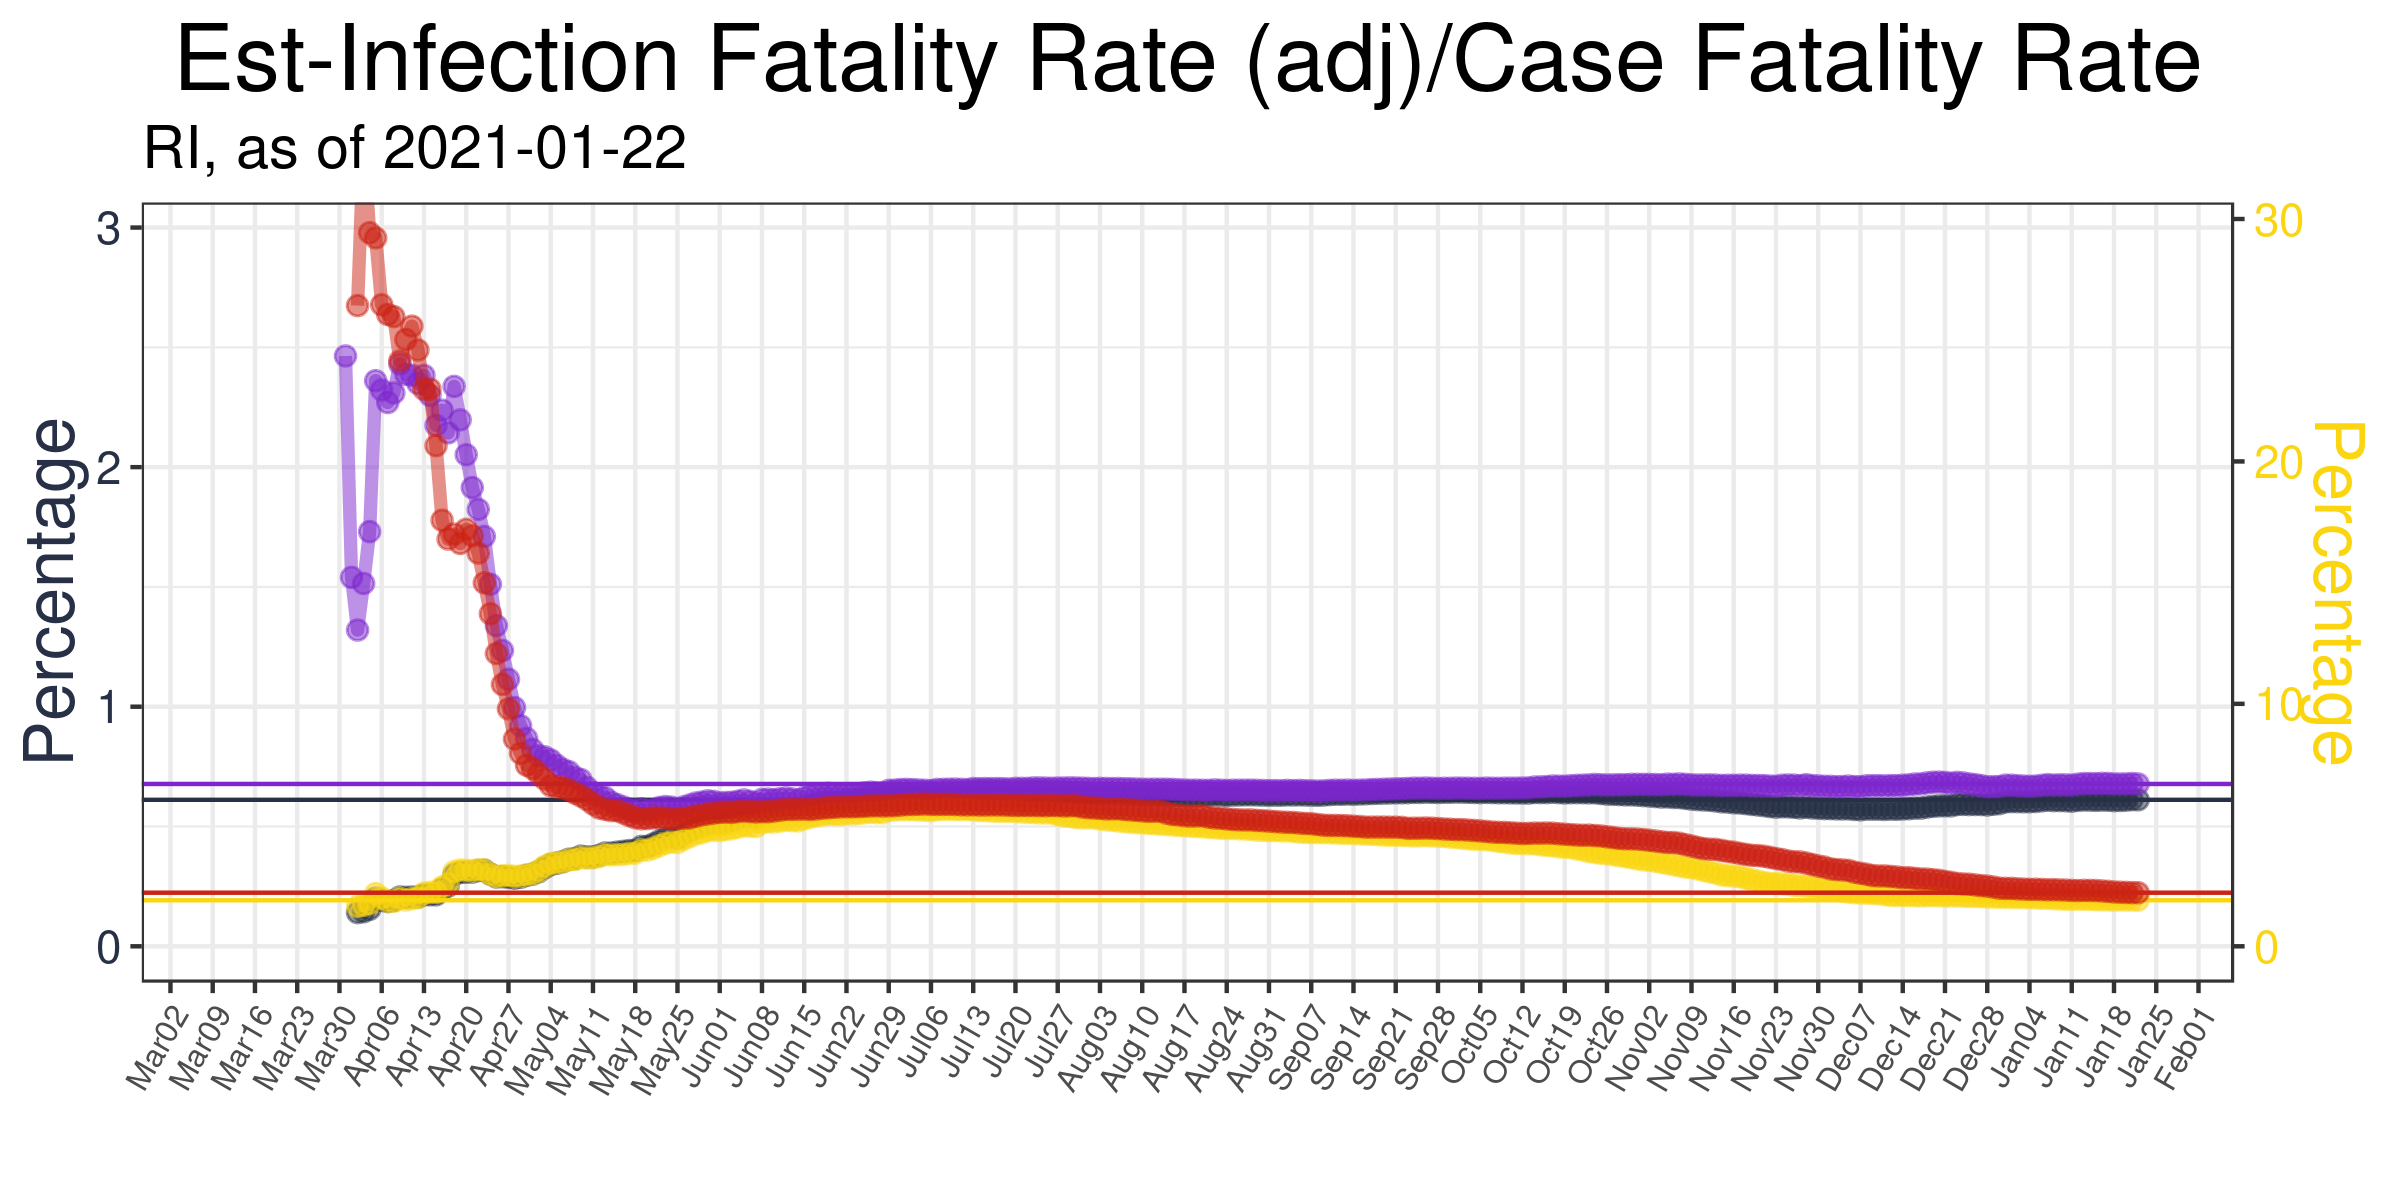 Est-Infection Fatality Rate (adj)/Case Fatality Rate
RI, as of 2021-01-22
Percentage
3
2
1
0
30
20
10
0
Percentage
Mar02
Mar09
Mar16
Mar23
Mar30
Apr06
Apr13
Apr20
Apr27
May04
May11
May18
May25
Jun01
Jun08
Jun15
Jun22
Jun29
Jul06
Jul13
Jul20
Jul27
Aug03
Aug10
Aug17
Aug24
Aug31
Sep07
Sep14
Sep21
Sep28
Oct05
Oct12
Oct19
Oct26
Nov02
Nov09
Nov16
Nov23
Nov30
Dec07
Dec14
Dec21
Dec28
Jan04
Jan11
Jan18
Jan25
Feb01